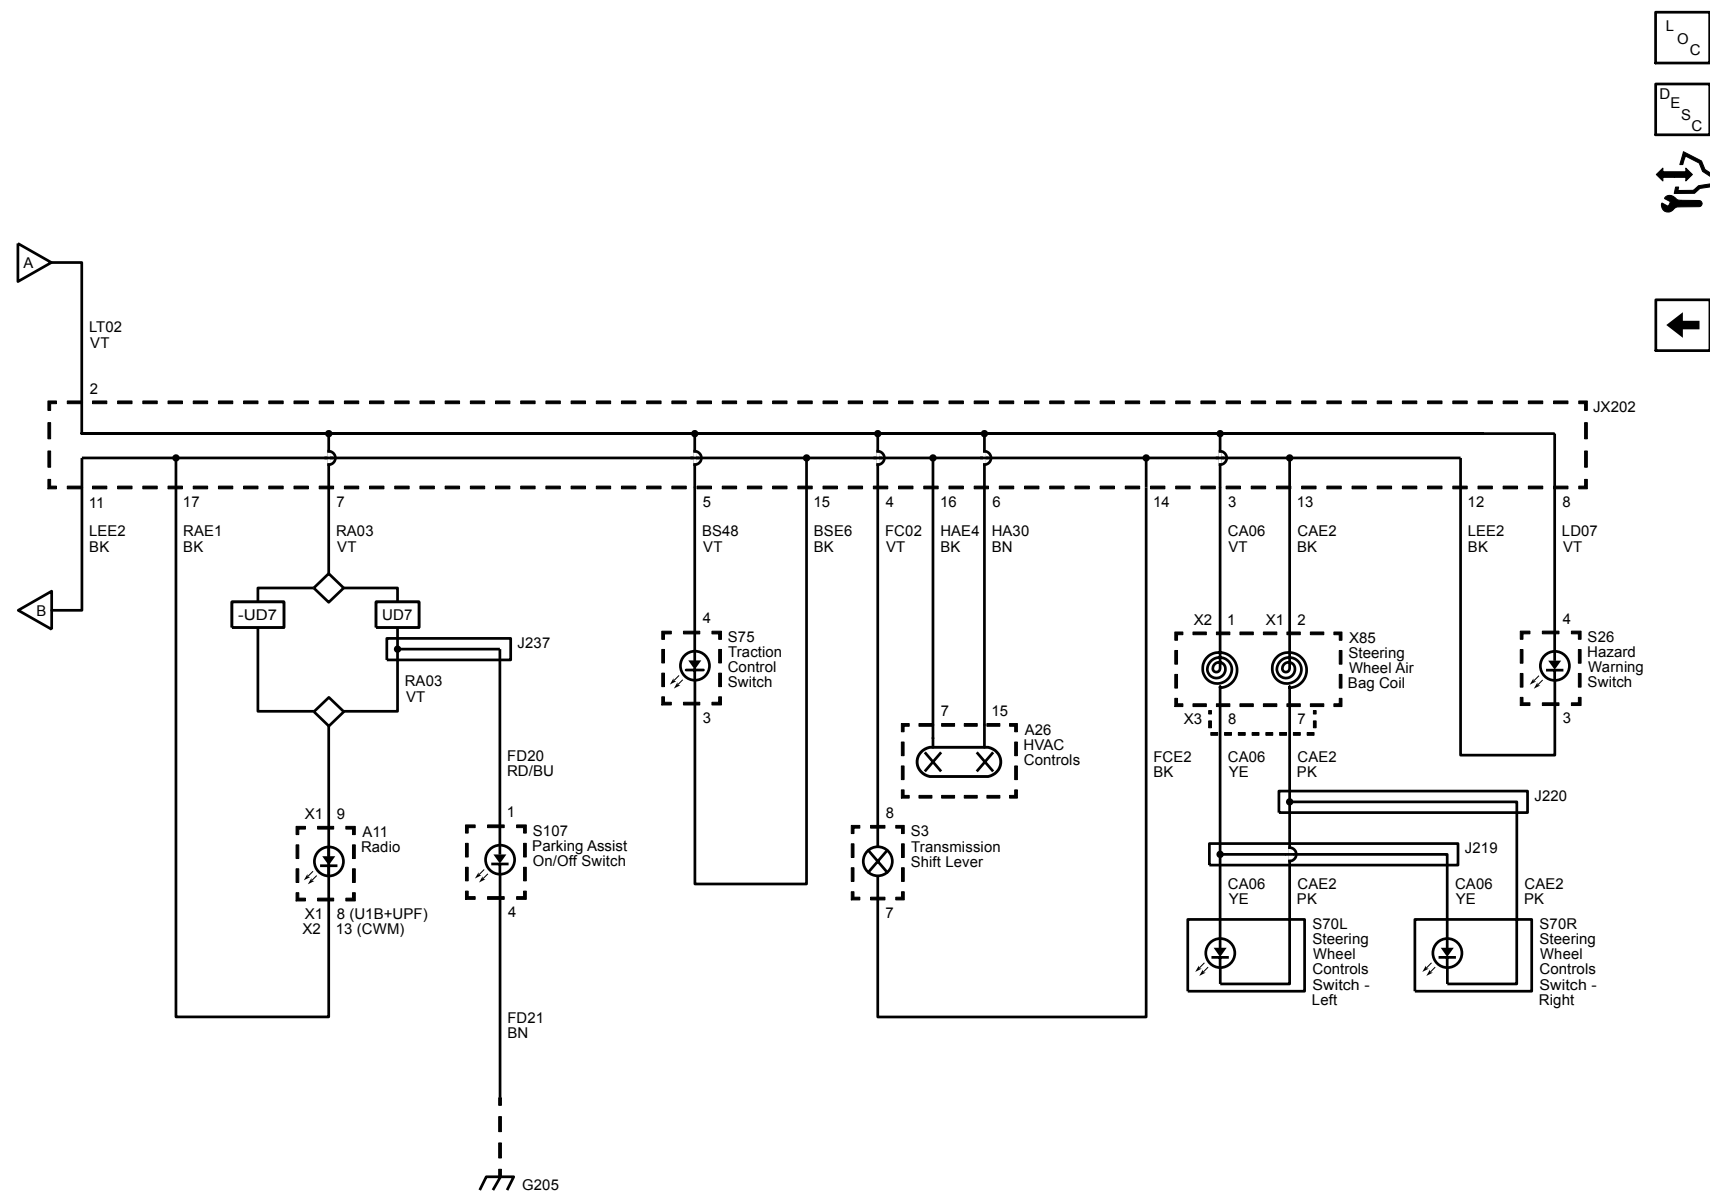 L O C
D E S C
A
LT02
VT
2
JX202
11
17
7
5
15
4
16
6
14
3
13
12
8
LEE2
BK
RAE1
BK
RA03
VT
BS48
VT
BSE6
BK
FC02
VT
HAE4
BK
HA30
BN
CA06
VT
CAE2
BK
LEE2
BK
LD07
VT
B
-UD7
UD7
J237
RA03
VT
4
S75
Traction
Control
Switch
3
X2
1
X1
2
X85
Steering
Wheel Air
Bag Coil
X3
8
7
4
S26
Hazard
Warning
Switch
3
7
15
A26
HVAC
Controls
FD20
RD/BU
FCE2
BK
CA06
YE
CAE2
PK
J220
X1
9
A11
Radio
X1
8 (U1B+UPF)
X2
13 (CWM)
1
S107
Parking Assist
On/Off Switch
4
8
S3
Transmission
Shift Lever
7
J219
CA06
YE
CAE2
PK
CA06
YE
CAE2
PK
S70L
Steering
Wheel
Controls
Switch -
Left
S70R
Steering
Wheel
Controls
Switch -
Right
FD21
BN
G205